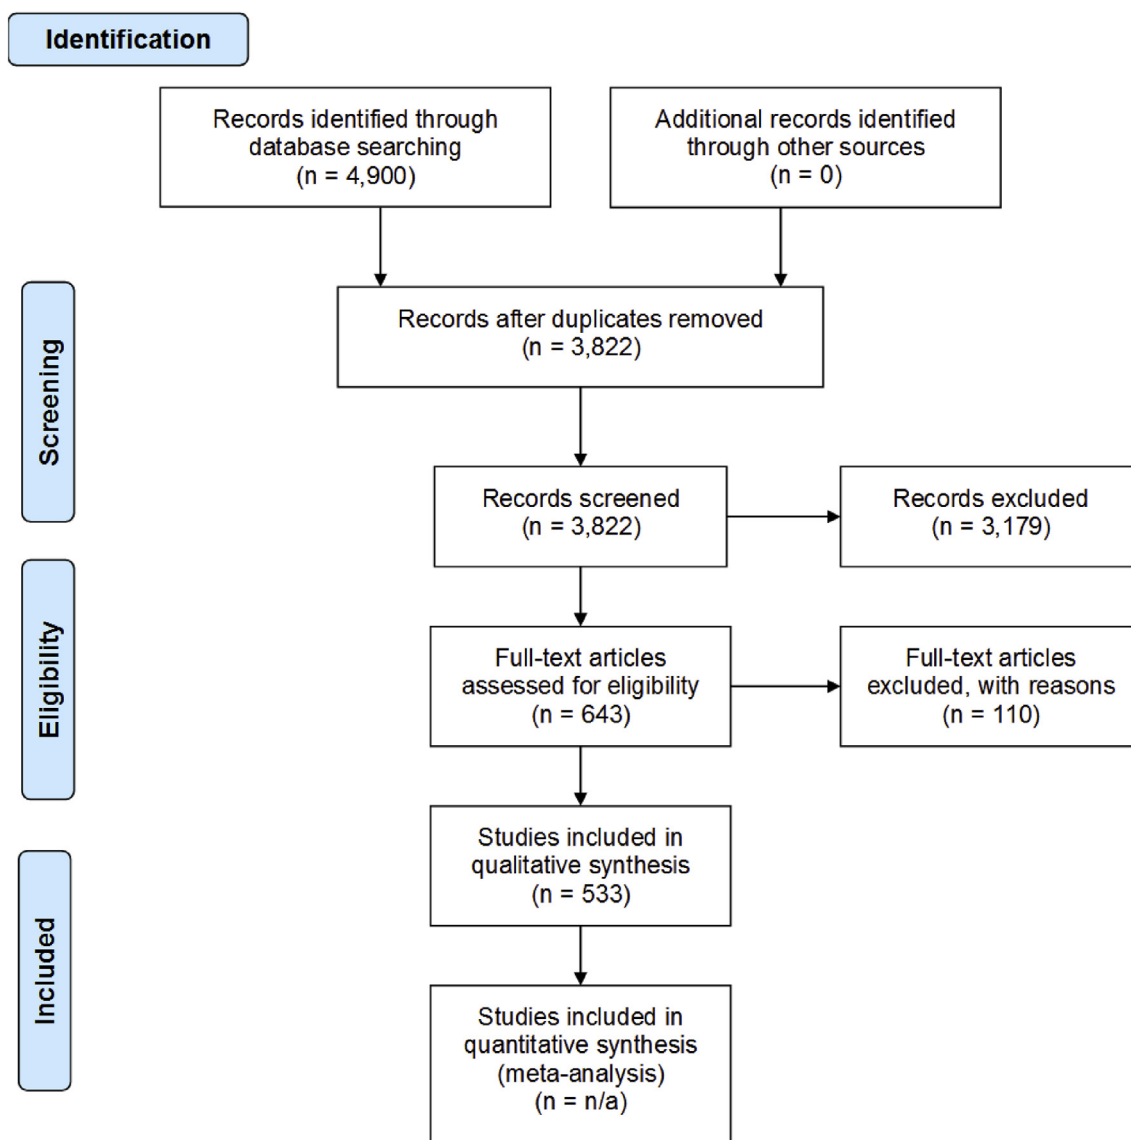 Identification
Records identified through
database searching
(n = 4,900)
Additional records identified
through other sources
(n = 0)
Screening
Records after duplicates removed
(n = 3,822)
Records screened
(n = 3,822)
Records excluded
(n = 3,179)
Eligibility
Full-text articles
assessed for eligibility
(n = 643)
Full-text articles
excluded, with reasons
(n = 110)
Included
Studies included in
qualitative synthesis
(n = 533)
Studies included in
quantitative synthesis
(meta-analysis)
(n = n/a)